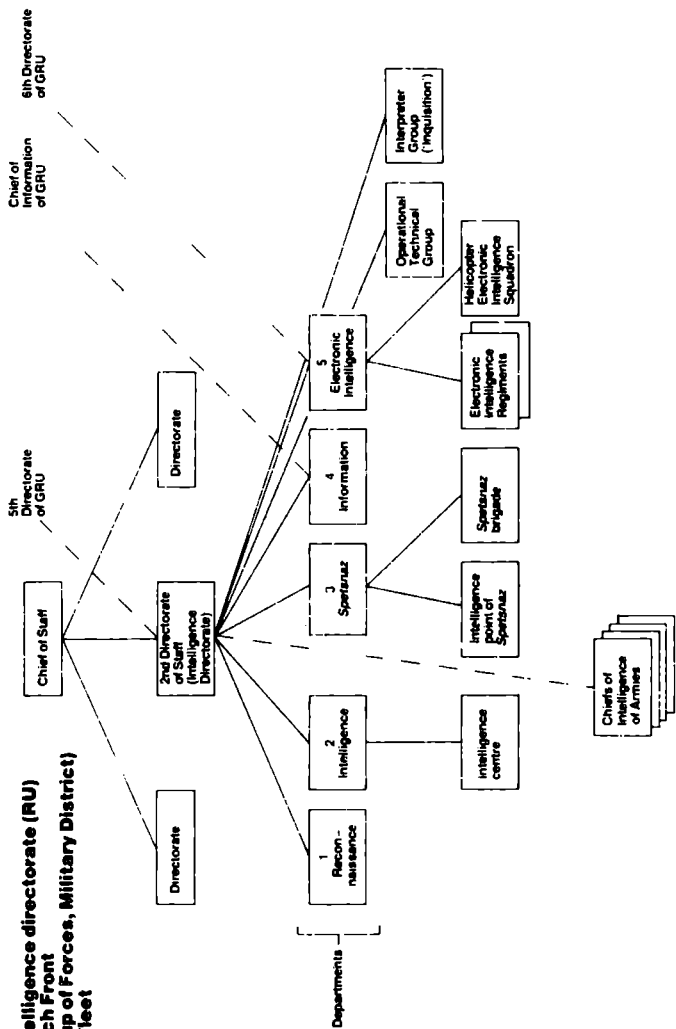 elligence directorate (RU)
ch Front
up of Forces, Military District)
leet
5th
Directorate
of GRU
Chief of
Information
of GRU
6th Directorate
of GRU
Chief of Staff
Directorate
2nd Directorate
of Staff
(Intelligence
Directorate)
Directorate
Departments
1
Recon-
naissance
2
Intelligence
3
Spetsnaz
4
Information
5
Electronic
Intelligence
Operational
Technical
Group
Interpreter
Group
('Inquisition')
Intelligence
centre
Intelligence
point of
Spetsnaz
Spetsnaz
brigade
Electronic
Intelligence
Regiments
Helicopter
Electronic
Intelligence
Squadron
Chiefs of
Intelligence
of Armies